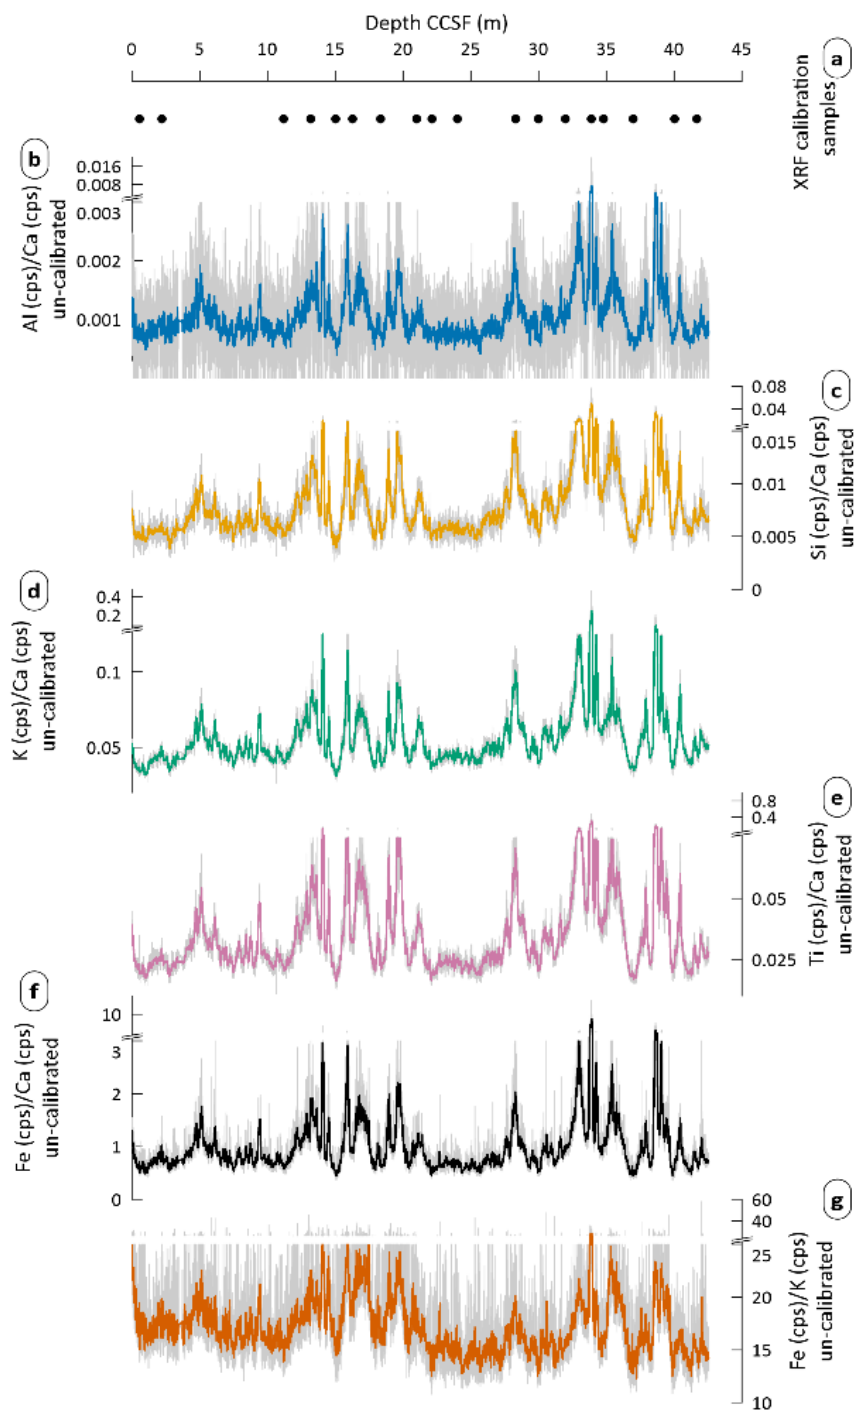 Depth CCSF (m)
0 5 10 15 20 25 30 35 40 45
a
XRF calibration
samples
b
Al (cps)/Ca (cps)
un-calibrated
0.016
0.008
0.003
0.002
0.001
c
Si (cps)/Ca (cps)
un-calibrated
0.08
0.04
0.015
0.01
0.005
0
d
K (cps)/Ca (cps)
un-calibrated
0.4
0.2
0.1
0.05
e
Ti (cps)/Ca (cps)
un-calibrated
0.8
0.4
0.05
0.025
f
Fe (cps)/Ca (cps)
un-calibrated
10
3
2
1
0
g
Fe (cps)/K (cps)
un-calibrated
60
40
25
20
15
10